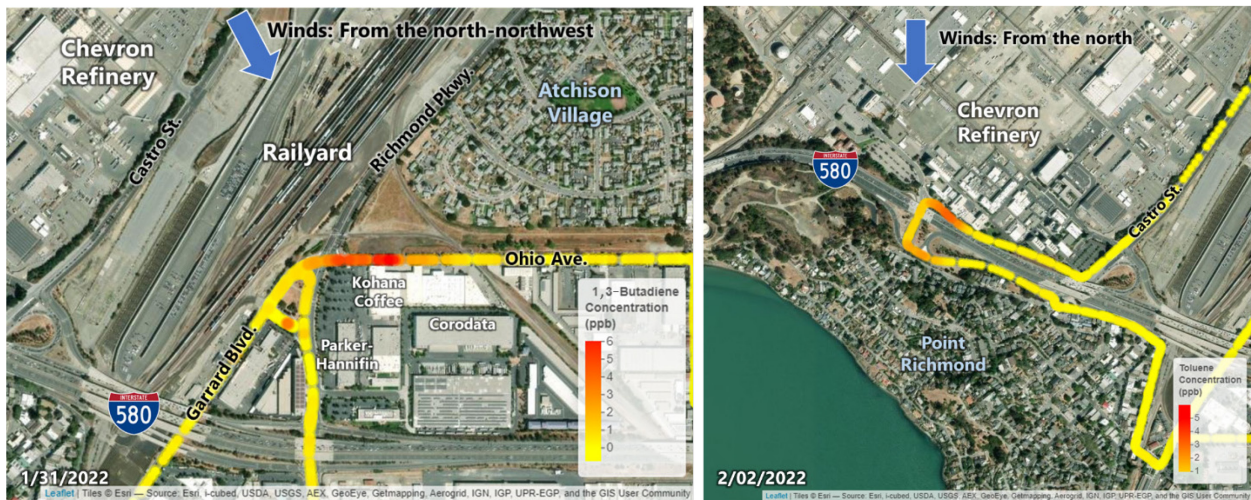 Winds: From the north-northwest
Chevron
Refinery
Castro St.
Railyard
Richmond Pkwy.
Atchison
Village
Ohio Ave.
Kohana
Coffee
Corodata
Parker-
Hannifin
Garrard Blvd.
INTERSTATE
580
1,3-Butadiene
Concentration
(ppb)
6
5
4
3
2
1
0
1/31/2022
Leaflet | Tiles © Esri — Source: Esri, i-cubed, USDA, USGS, AEX, GeoEye, Getmapping, Aerogrid, IGN, IGP, UPR-EGP, and the GIS User Community
Winds: From the north
Chevron
Refinery
INTERSTATE
580
Castro St.
Point
Richmond
Toluene
Concentration
(ppb)
5
4
3
2
1
2/02/2022
Leaflet | Tiles © Esri — Source: Esri, i-cubed, USDA, USGS, AEX, GeoEye, Getmapping, Aerogrid, IGN, IGP, UPR-EGP, and the GIS User Community